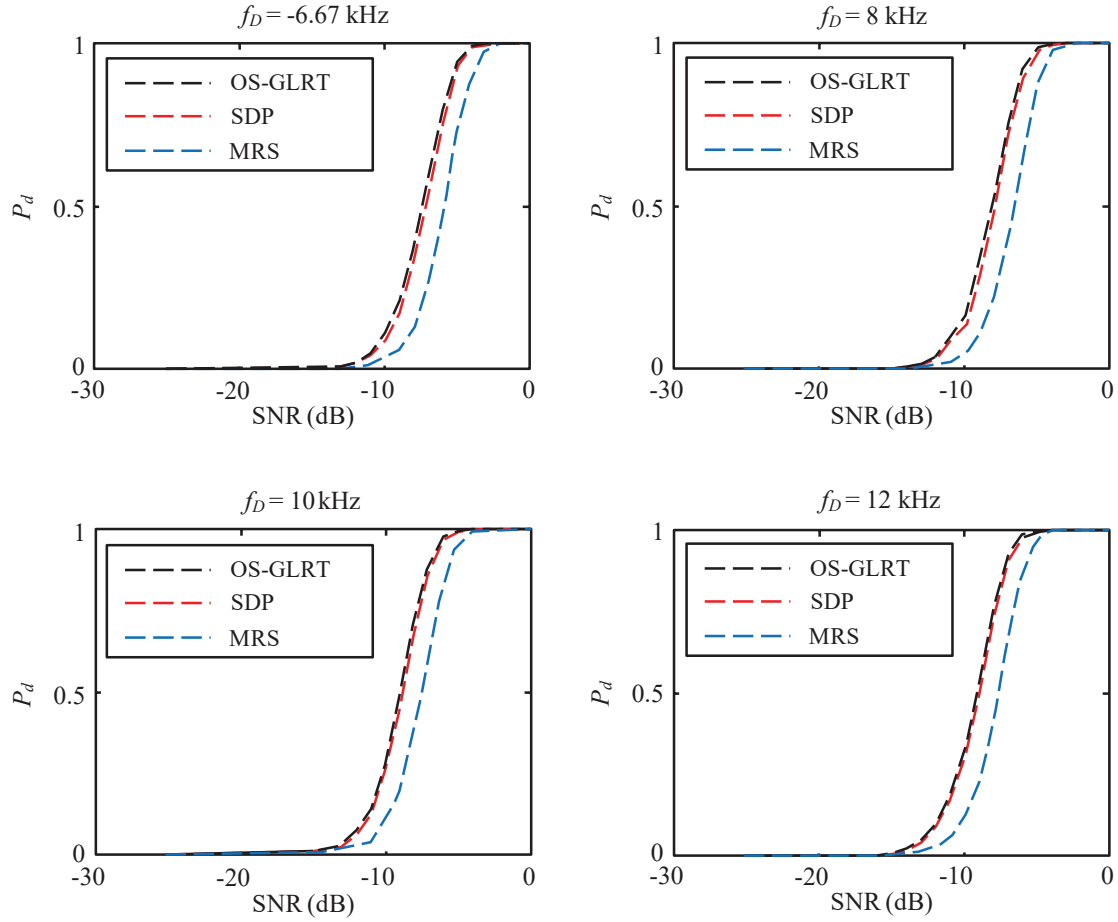 f_D = -6.67 kHz
1
OS-GLRT
SDP
MRS
0.5
P_d
0
-30
-20
-10
0
SNR (dB)
f_D = 8 kHz
1
OS-GLRT
SDP
MRS
0.5
P_d
0
-30
-20
-10
0
SNR (dB)
f_D = 10 kHz
1
OS-GLRT
SDP
MRS
0.5
P_d
0
-30
-20
-10
0
SNR (dB)
f_D = 12 kHz
1
OS-GLRT
SDP
MRS
0.5
P_d
0
-30
-20
-10
0
SNR (dB)